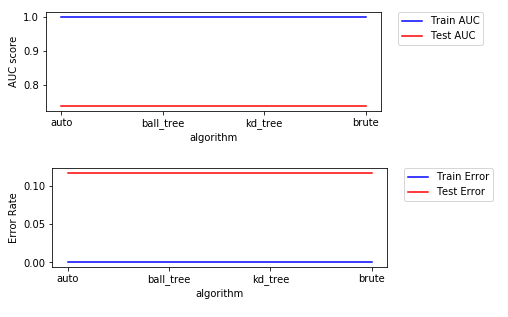 1.0
0.9
0.8
AUC score
auto ball_tree kd_tree brute
algorithm
Train AUC
Test AUC
0.10
0.05
0.00
Error Rate
auto ball_tree kd_tree brute
algorithm
Train Error
Test Error